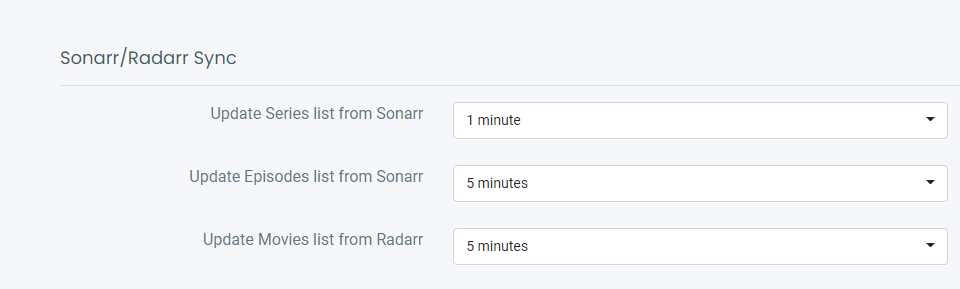 Sonarr/Radarr Sync
Update Series list from Sonarr
1 minute
Update Episodes list from Sonarr
5 minutes
Update Movies list from Radarr
5 minutes